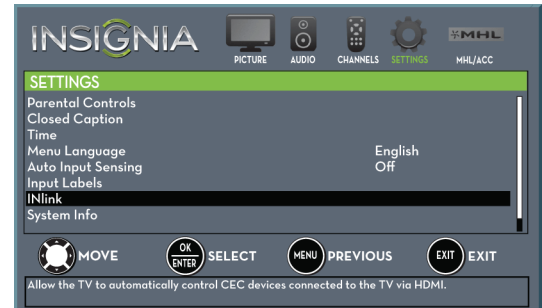 INSIGNIA
PICTURE AUDIO CHANNELS SETTINGS MHL/ACC
MHL
SETTINGS
Parental Controls
Closed Caption
Time
Menu Language English
Auto Input Sensing Off
Input Labels
INlink
System Info
MOVE OK ENTER SELECT MENU PREVIOUS EXIT EXIT
Allow the TV to automatically control CEC devices connected to the TV via HDMI.